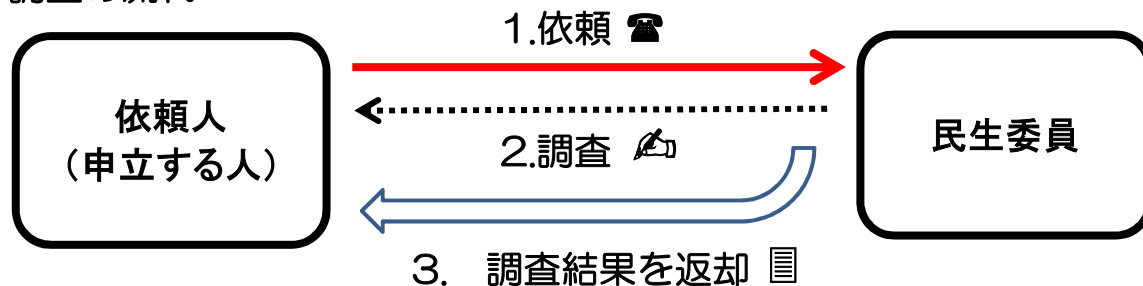 1.依頼 ☎
依頼人
(申立する人)
民生委員
2.調査 ✍
3. 調査結果を返却